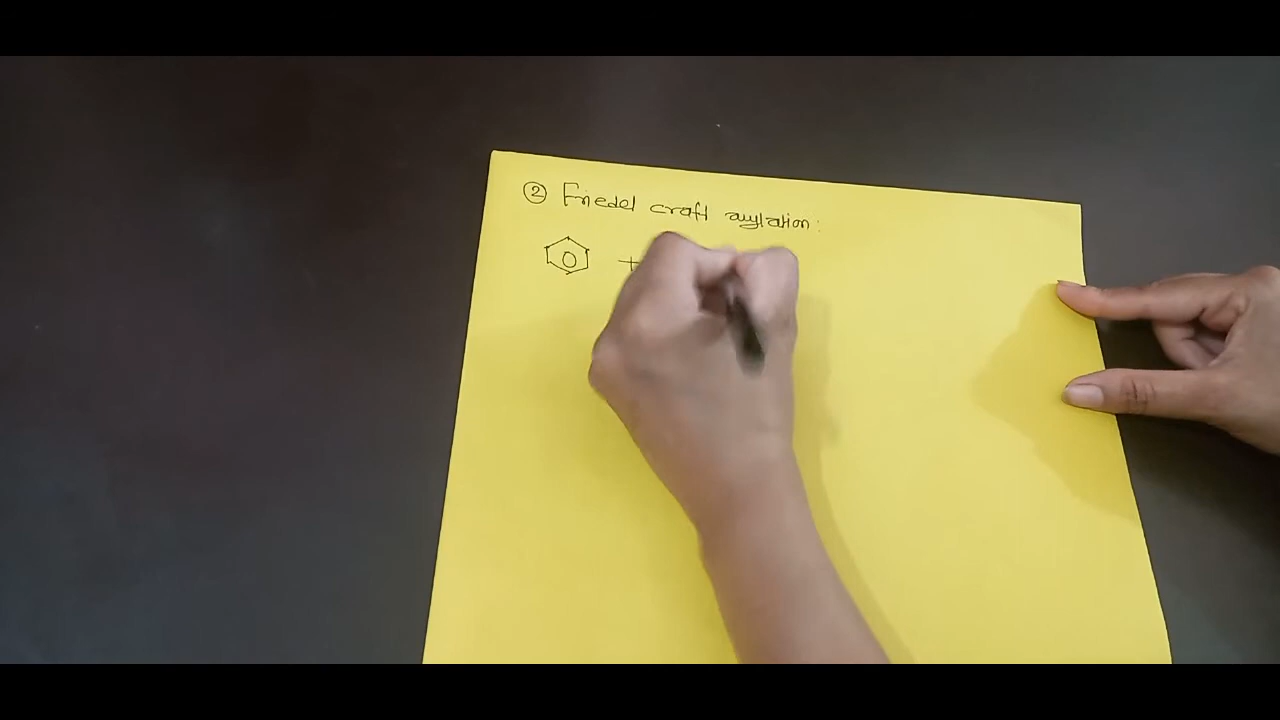 ② Friedel craft acylation:
+